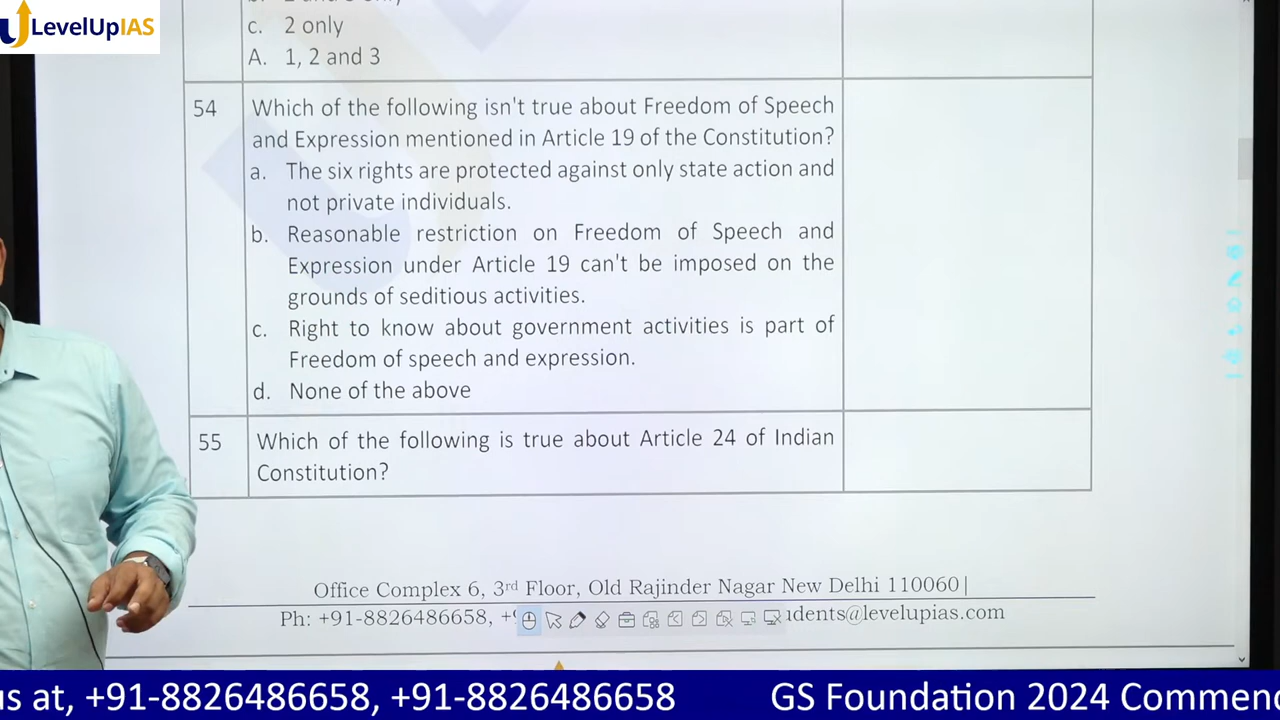 LevelUpIAS
c. 2 only
A. 1, 2 and 3
54 Which of the following isn't true about Freedom of Speech
and Expression mentioned in Article 19 of the Constitution?
a. The six rights are protected against only state action and
not private individuals.
b. Reasonable restriction on Freedom of Speech and
Expression under Article 19 can't be imposed on the
grounds of seditious activities.
c. Right to know about government activities is part of
Freedom of speech and expression.
d. None of the above
55 Which of the following is true about Article 24 of Indian
Constitution?
Office Complex 6, 3rd Floor, Old Rajinder Nagar New Delhi 110060|
Ph: +91-8826486658, +9 udents@levelupias.com
us at, +91-8826486658, +91-8826486658 GS Foundation 2024 Commenc